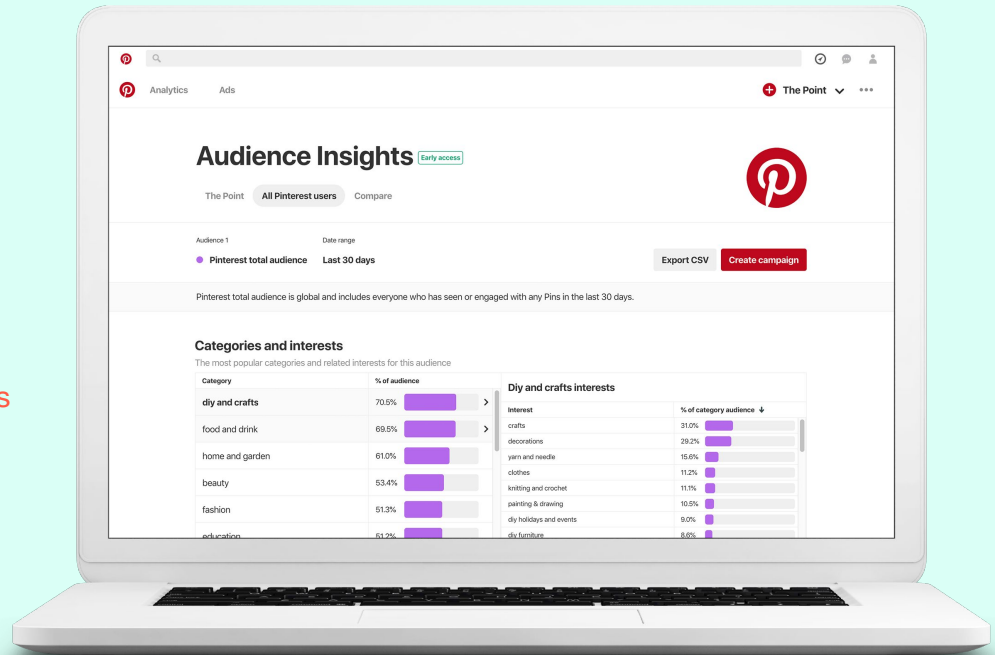 Analytics Ads The Point
Audience Insights Early access
The Point All Pinterest users Compare
Audience 1 Date range
Pinterest total audience Last 30 days Export CSV Create campaign
Pinterest total audience is global and includes everyone who has seen or engaged with any Pins in the last 30 days.
Categories and interests
The most popular categories and related interests for this audience
Category % of audience
diy and crafts 70.5%
food and drink 69.5%
home and garden 61.0%
beauty 53.4%
fashion 51.3%
education 51.2%
Diy and crafts interests
Interest % of category audience
crafts 31.0%
decorations 29.2%
yarn and needle 15.6%
clothes 11.2%
knitting and crochet 11.1%
painting & drawing 10.5%
diy holidays and events 9.0%
diy furniture 8.6%
s